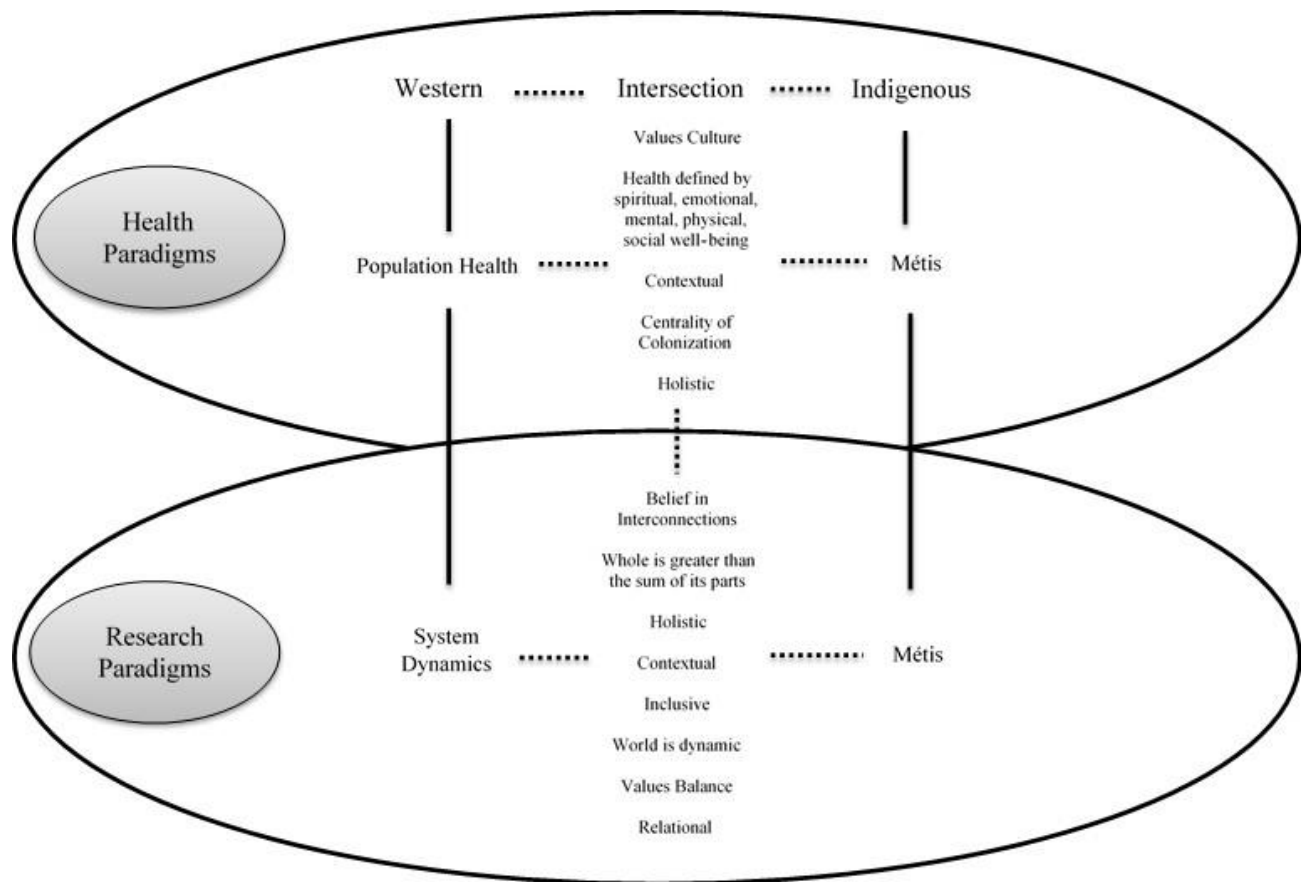 Western
Intersection
Indigenous
Values Culture
Health defined by
spiritual, emotional,
mental, physical,
social well-being
Health
Paradigms
Population Health
Métis
Contextual
Centrality of
Colonization
Holistic
Belief in
Interconnections
Whole is greater than
the sum of its parts
Holistic
Research
Paradigms
System
Dynamics
Contextual
Métis
Inclusive
World is dynamic
Values Balance
Relational